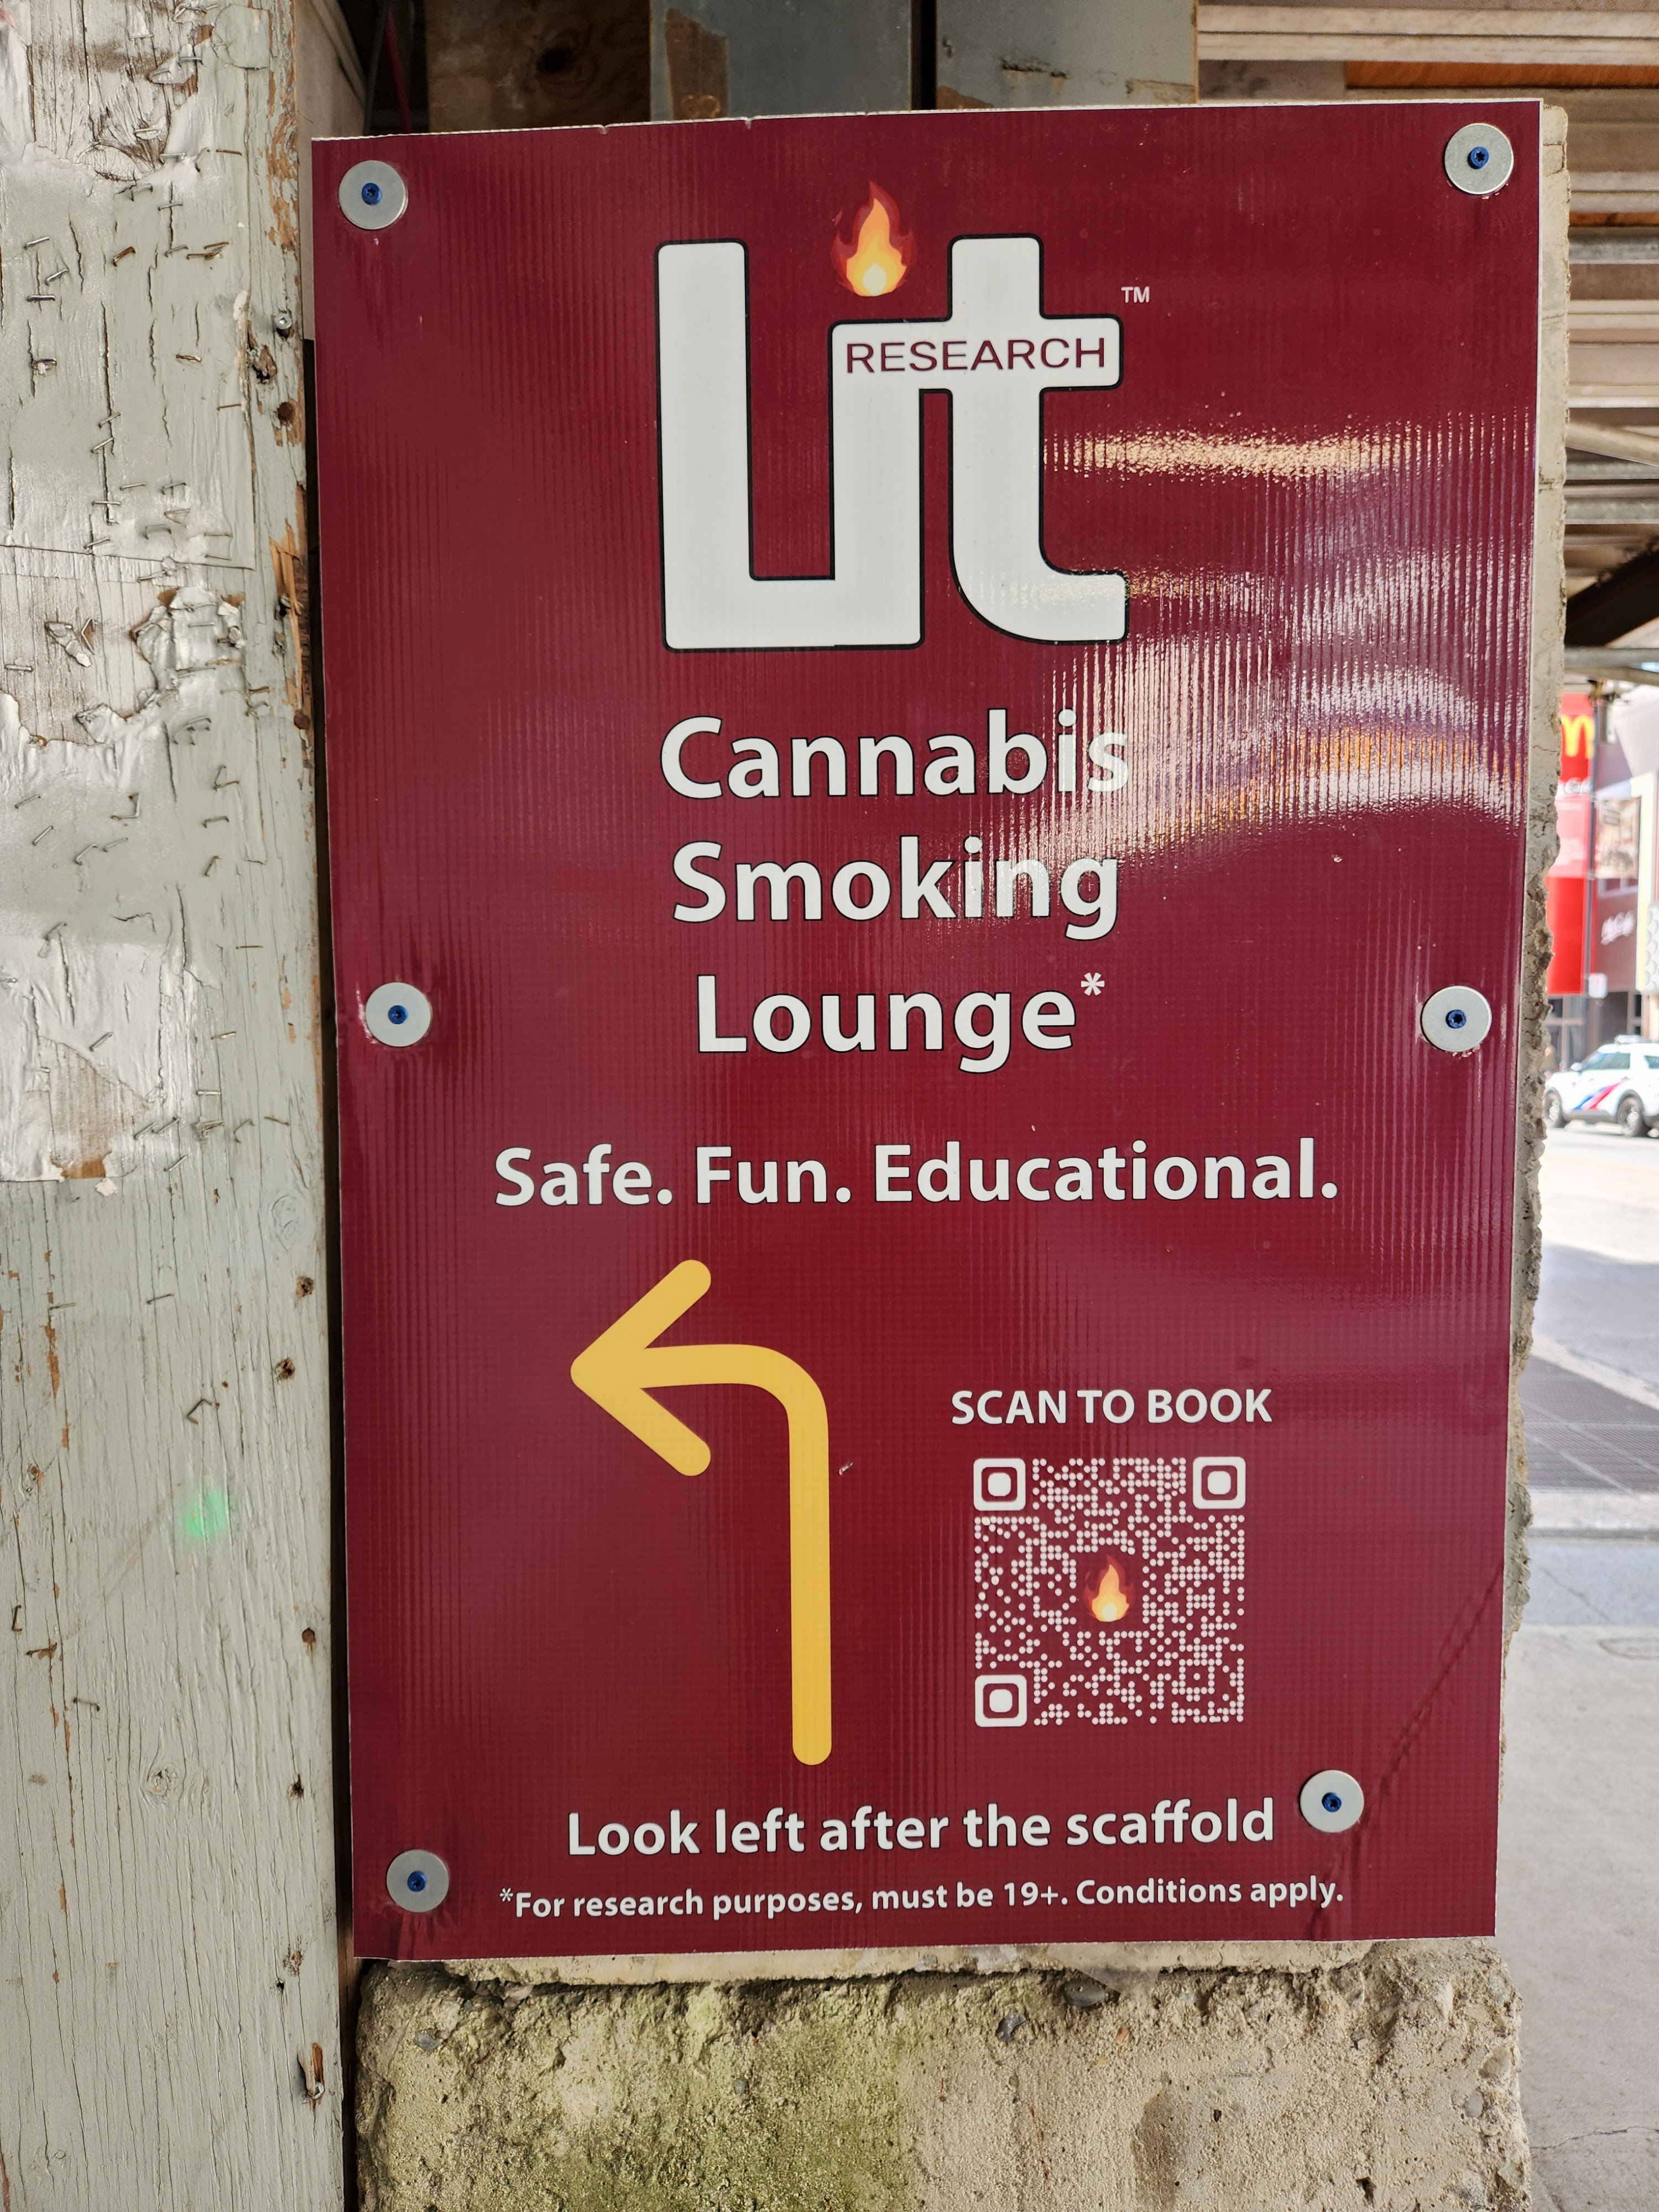 Lit
RESEARCH
TM
Cannabis
Smoking
Lounge*
Safe. Fun. Educational.
SCAN TO BOOK
Look left after the scaffold
*For research purposes, must be 19+. Conditions apply.